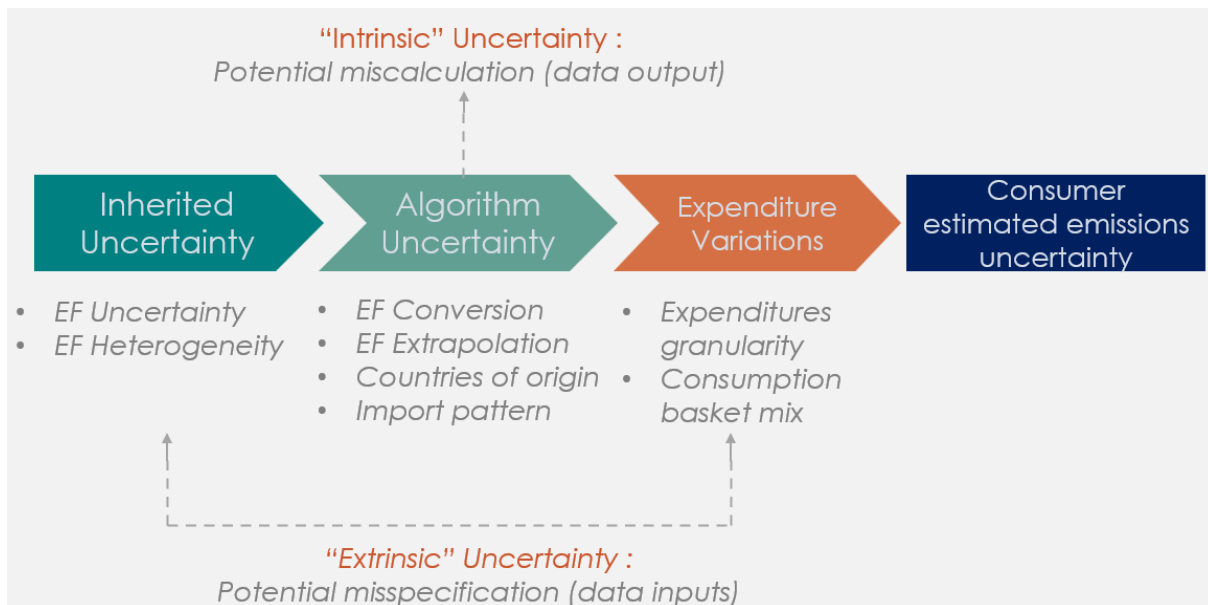 “Intrinsic” Uncertainty :
Potential miscalculation (data output)
Inherited
Uncertainty
Algorithm
Uncertainty
Expenditure
Variations
Consumer
estimated emissions
uncertainty
• EF Uncertainty
• EF Heterogeneity
• EF Conversion
• EF Extrapolation
• Countries of origin
• Import pattern
• Expenditures
granularity
• Consumption
basket mix
“Extrinsic” Uncertainty :
Potential misspecification (data inputs)